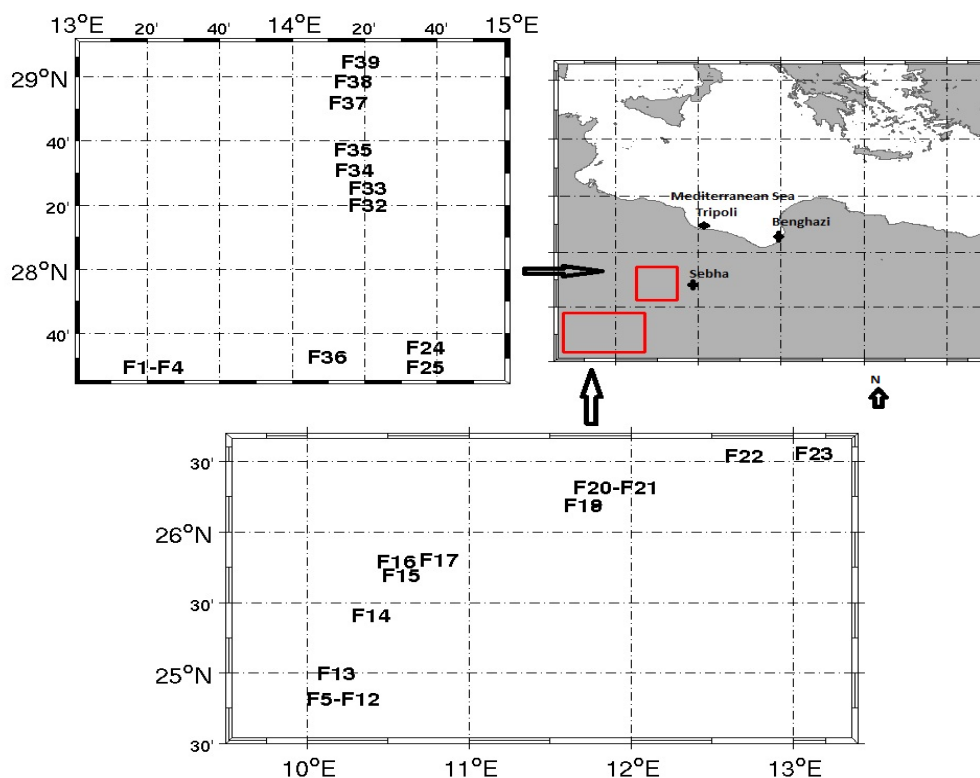 13°E 20' 40' 14°E 20' 40' 15°E
29°N
40'
20'
28°N
40'
F39
F38
F37
F35
F34
F33
F32
F36
F24
F1-F4
F25
Mediterranean Sea
Tripoli
Benghazi
Sebha
N
30'
26°N
30'
25°N
30'
F22
F23
F20-F21
F19
F16
F17
F15
F14
F13
F5-F12
10°E 11°E 12°E 13°E